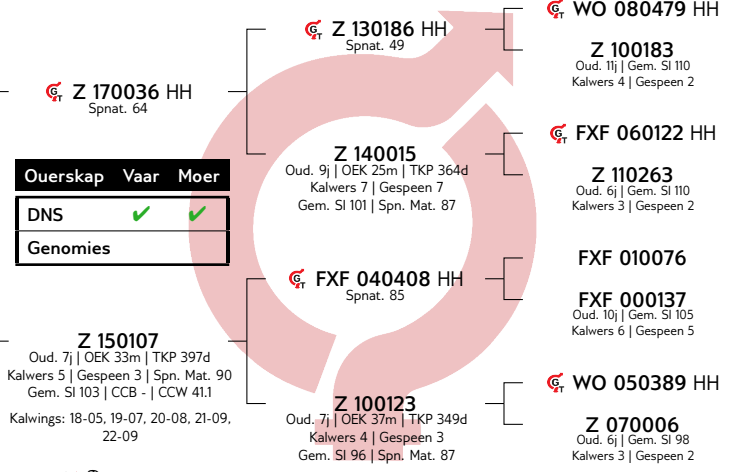 Z 170036 HH
Spnat. 64
Ouerskap Vaar Moer
DNS ✔ ✔
Genomies
Z 150107
Oud. 7j | OEK 33m | TKP 397d
Kalwers 5 | Gespeen 3 | Spn. Mat. 90
Gem. SI 103 | CCB - | CCW 41.1
Kalwings: 18-05, 19-07, 20-08, 21-09,
22-09
GT Z 130186 HH
Spnat. 49
Z 140015
Oud. 9j | OEK 25m | TKP 364d
Kalwers 7 | Gespeen 7
Gem. SI 101 | Spn. Mat. 87
GT FXF 040408 HH
Spnat. 85
Z 100123
Oud. 7j | OEK 37m | TKP 349d
Kalwers 4 | Gespeen 3
Gem. SI 96 | Spn. Mat. 87
GT WO 080479 HH
Z 100183
Oud. 11j | Gem. SI 110
Kalwers 4 | Gespeen 2
GT FXF 060122 HH
Z 110263
Oud. 6j | Gem. SI 110
Kalwers 3 | Gespeen 2
FXF 010076
FXF 000137
Oud. 10j | Gem. SI 105
Kalwers 6 | Gespeen 5
GT WO 050389 HH
Z 070006
Oud. 6j | Gem. SI 98
Kalwers 3 | Gespeen 2